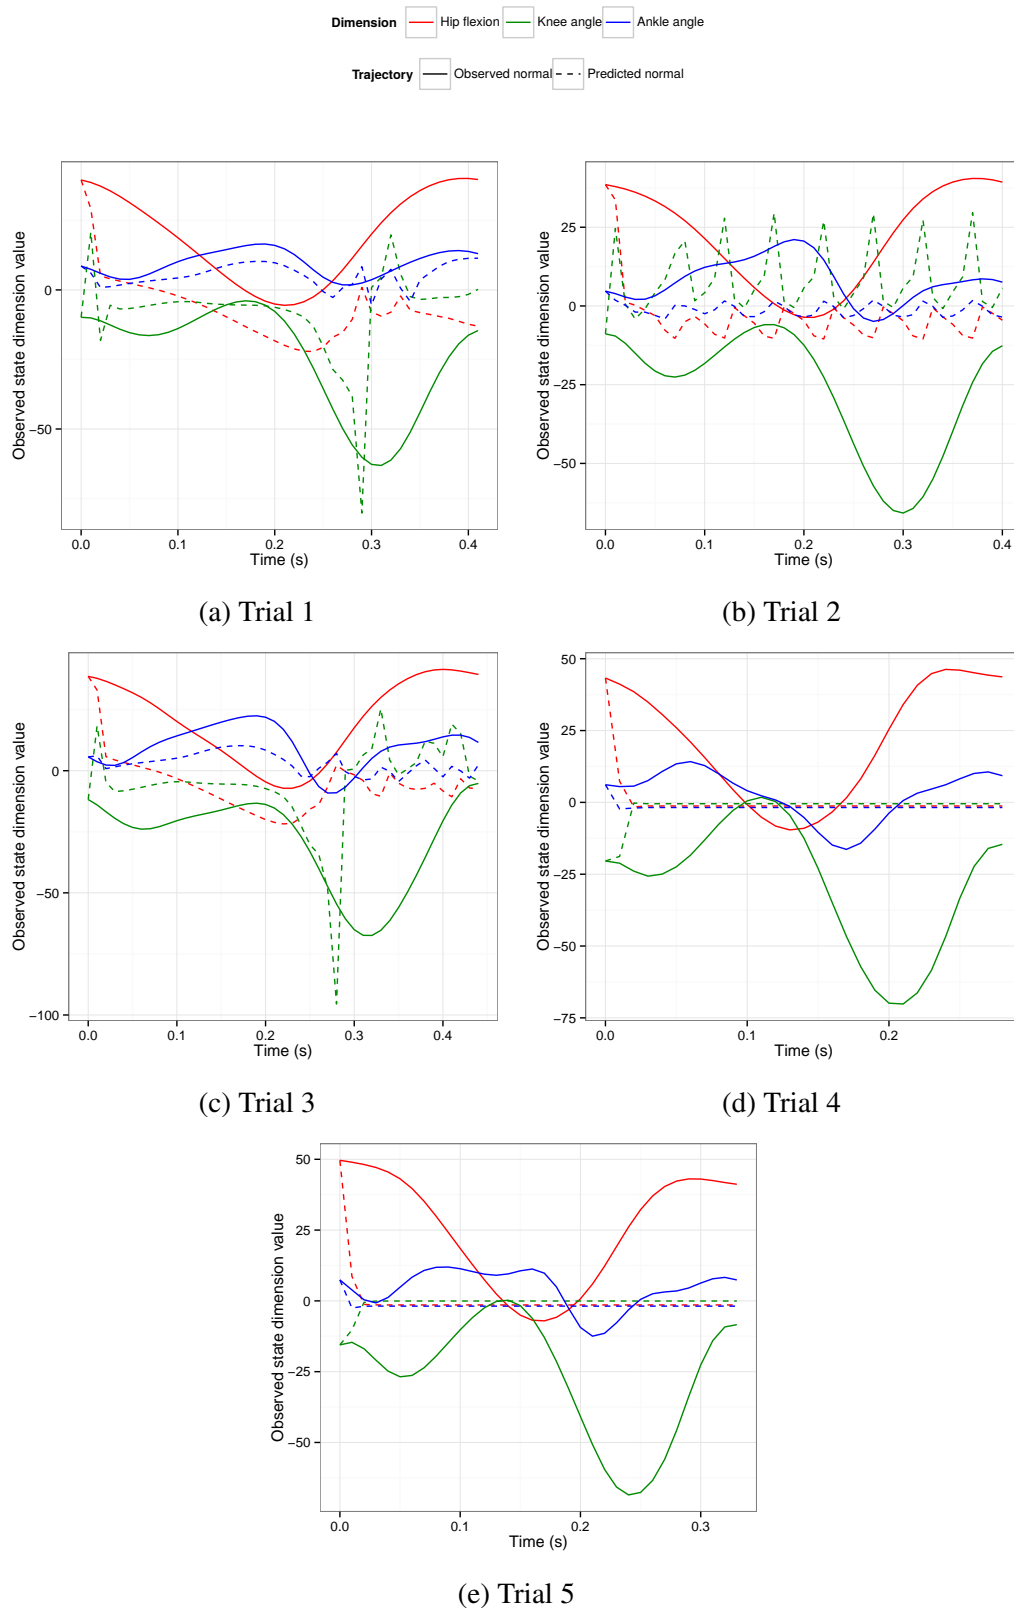 Dimension Hip flexion Knee angle Ankle angle
Trajectory Observed normal Predicted normal
Observed state dimension value
0
−50
0.0 0.1 0.2 0.3 0.4
Time (s)
(a) Trial 1
Observed state dimension value
25
0
−25
−50
0.0 0.1 0.2 0.3 0.4
Time (s)
(b) Trial 2
Observed state dimension value
0
−50
−100
0.0 0.1 0.2 0.3 0.4
Time (s)
(c) Trial 3
Observed state dimension value
50
25
0
−25
−50
−75
0.0 0.1 0.2
Time (s)
(d) Trial 4
Observed state dimension value
50
25
0
−25
−50
0.0 0.1 0.2 0.3
Time (s)
(e) Trial 5